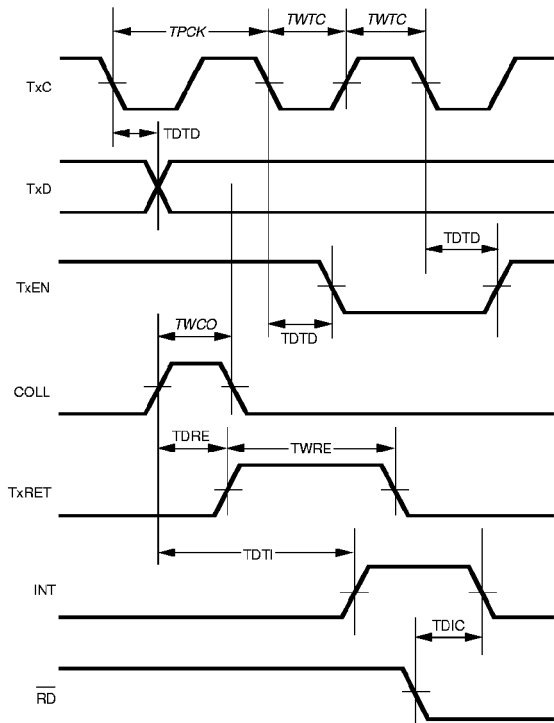 TPCK TWTC TWTC
TxC
TDTD
TxD
TDTD
TxEN
TWCO
TDTD
COLL
TDRE TWRE
TxRET
TDTI
INT
TDIC
RD